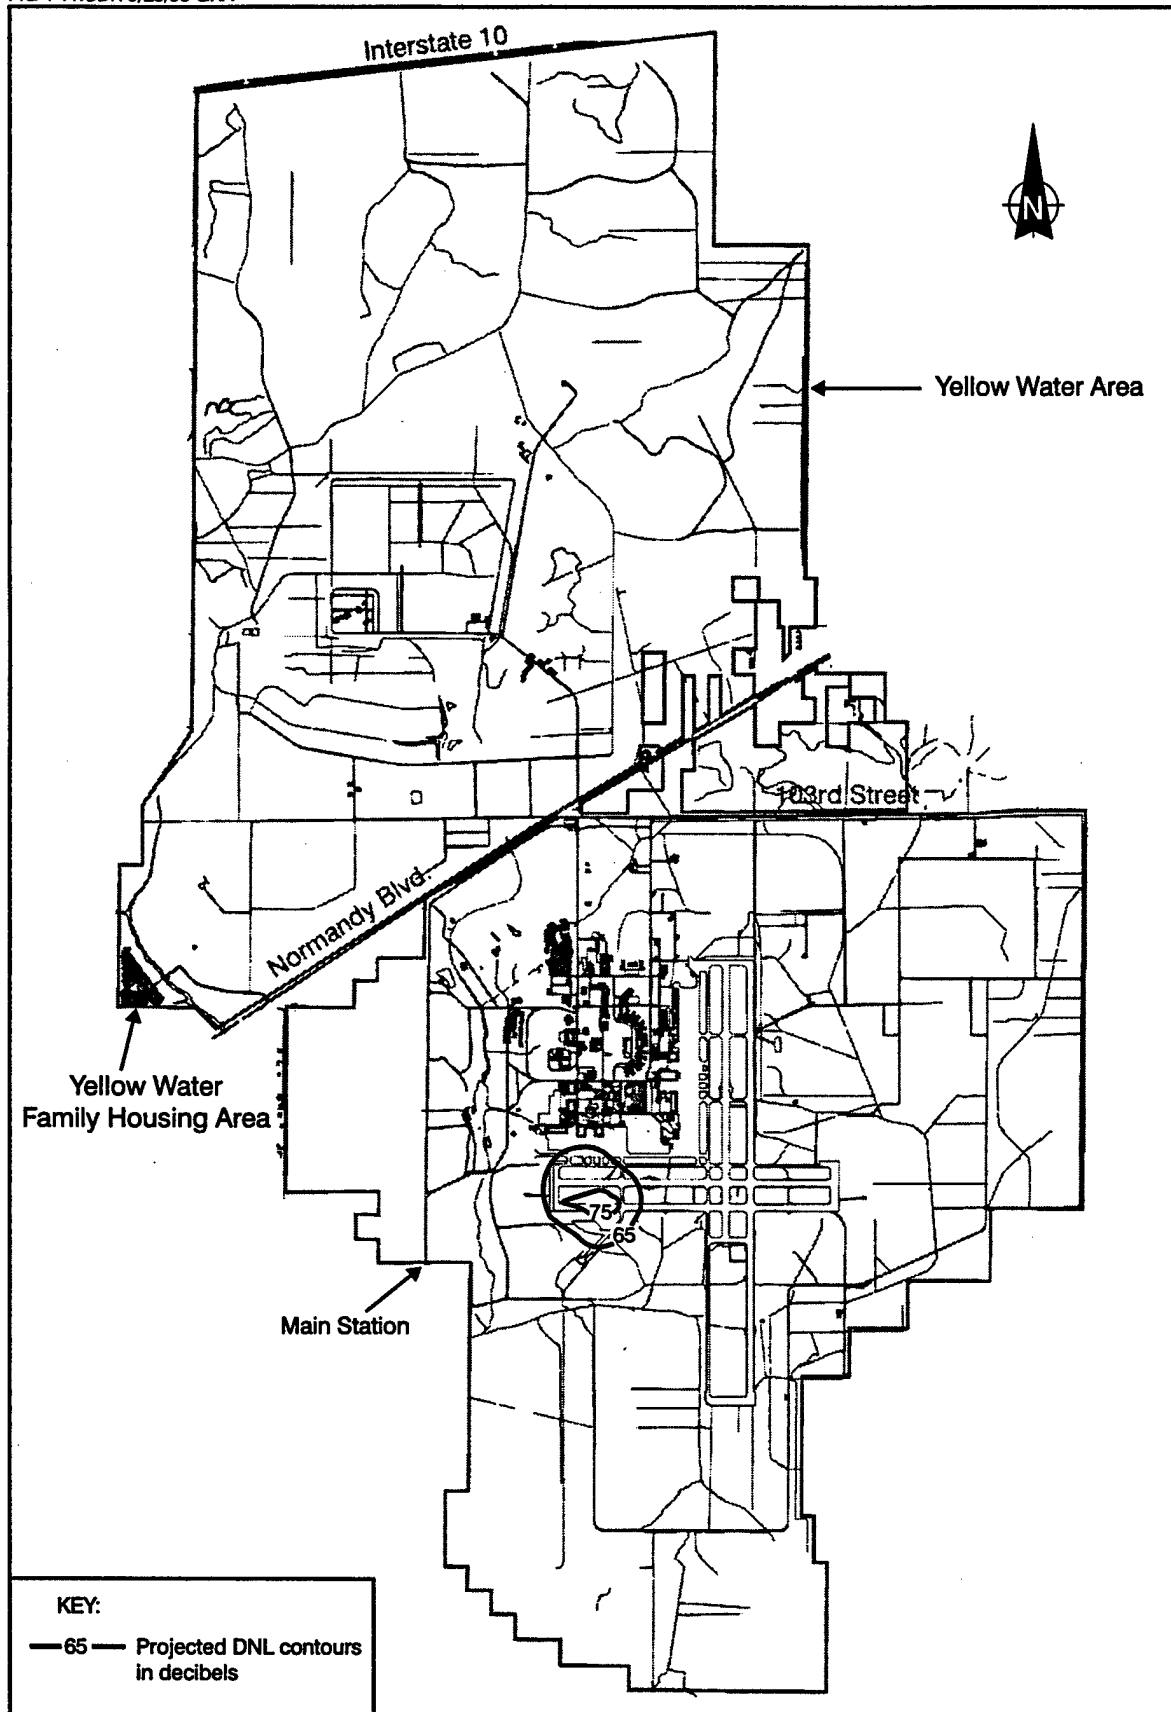 Interstate 10
N
Yellow Water Area
103rd Street
Normandy Blvd.
Yellow Water
Family Housing Area
75
65
Main Station
KEY:
65 Projected DNL contours
in decibels